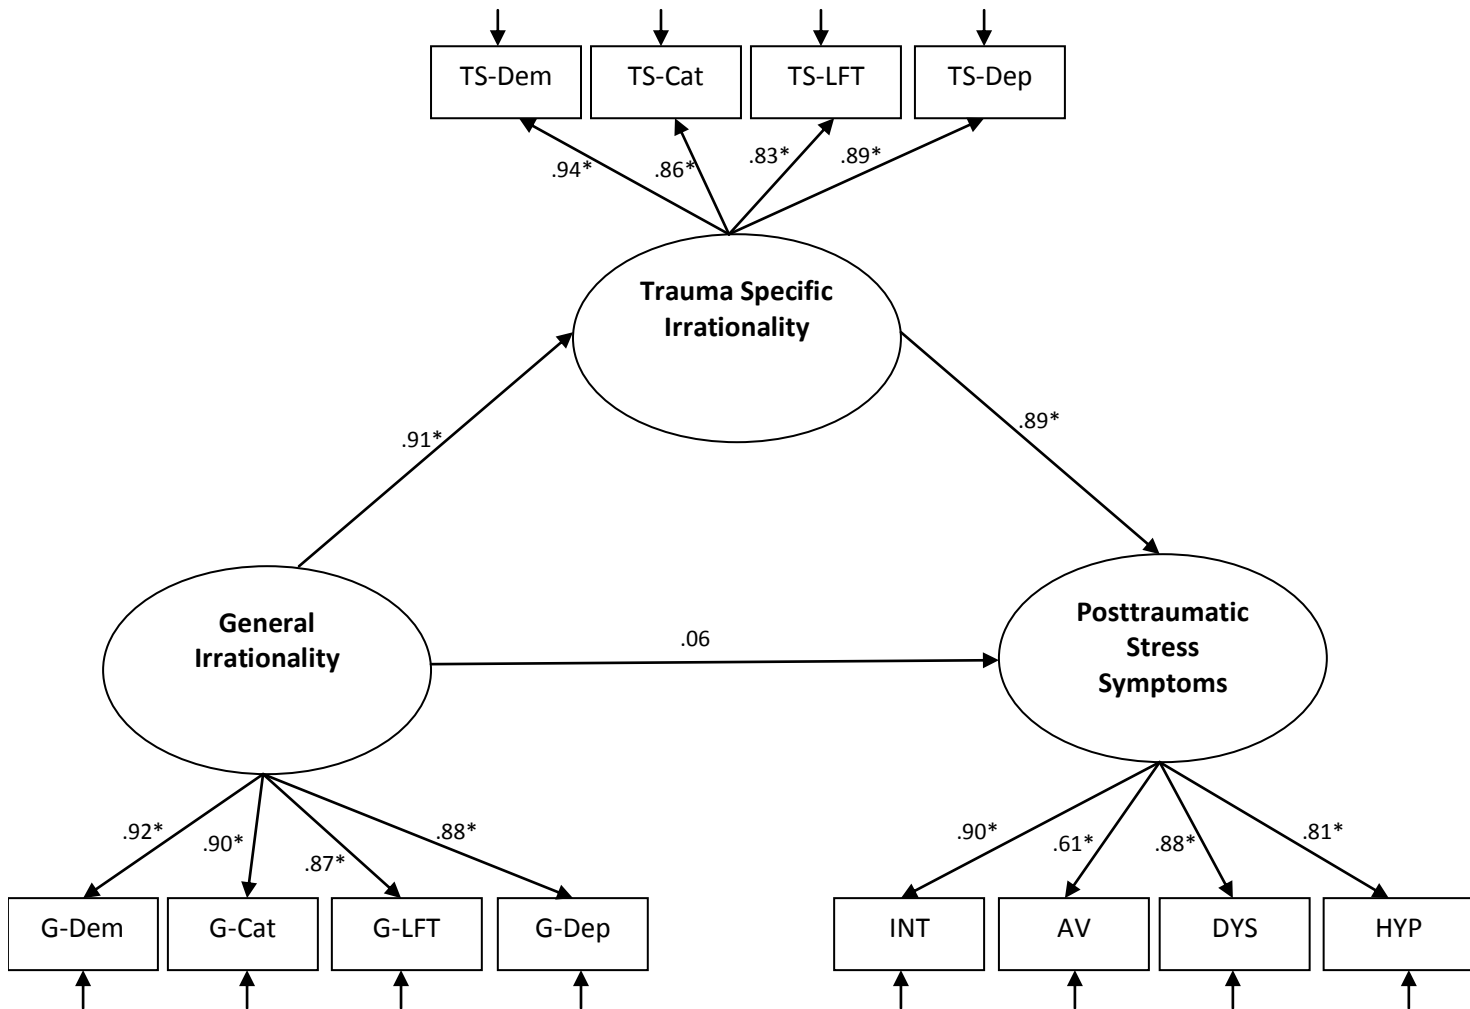 TS-Dem TS-Cat TS-LFT TS-Dep
.94* .86* .83* .89*
Trauma Specific
Irrationality
.91* .89*
General
Irrationality
.06
Posttraumatic
Stress
Symptoms
.92* .90* .87* .88* .90* .61* .88* .81*
G-Dem G-Cat G-LFT G-Dep INT AV DYS HYP